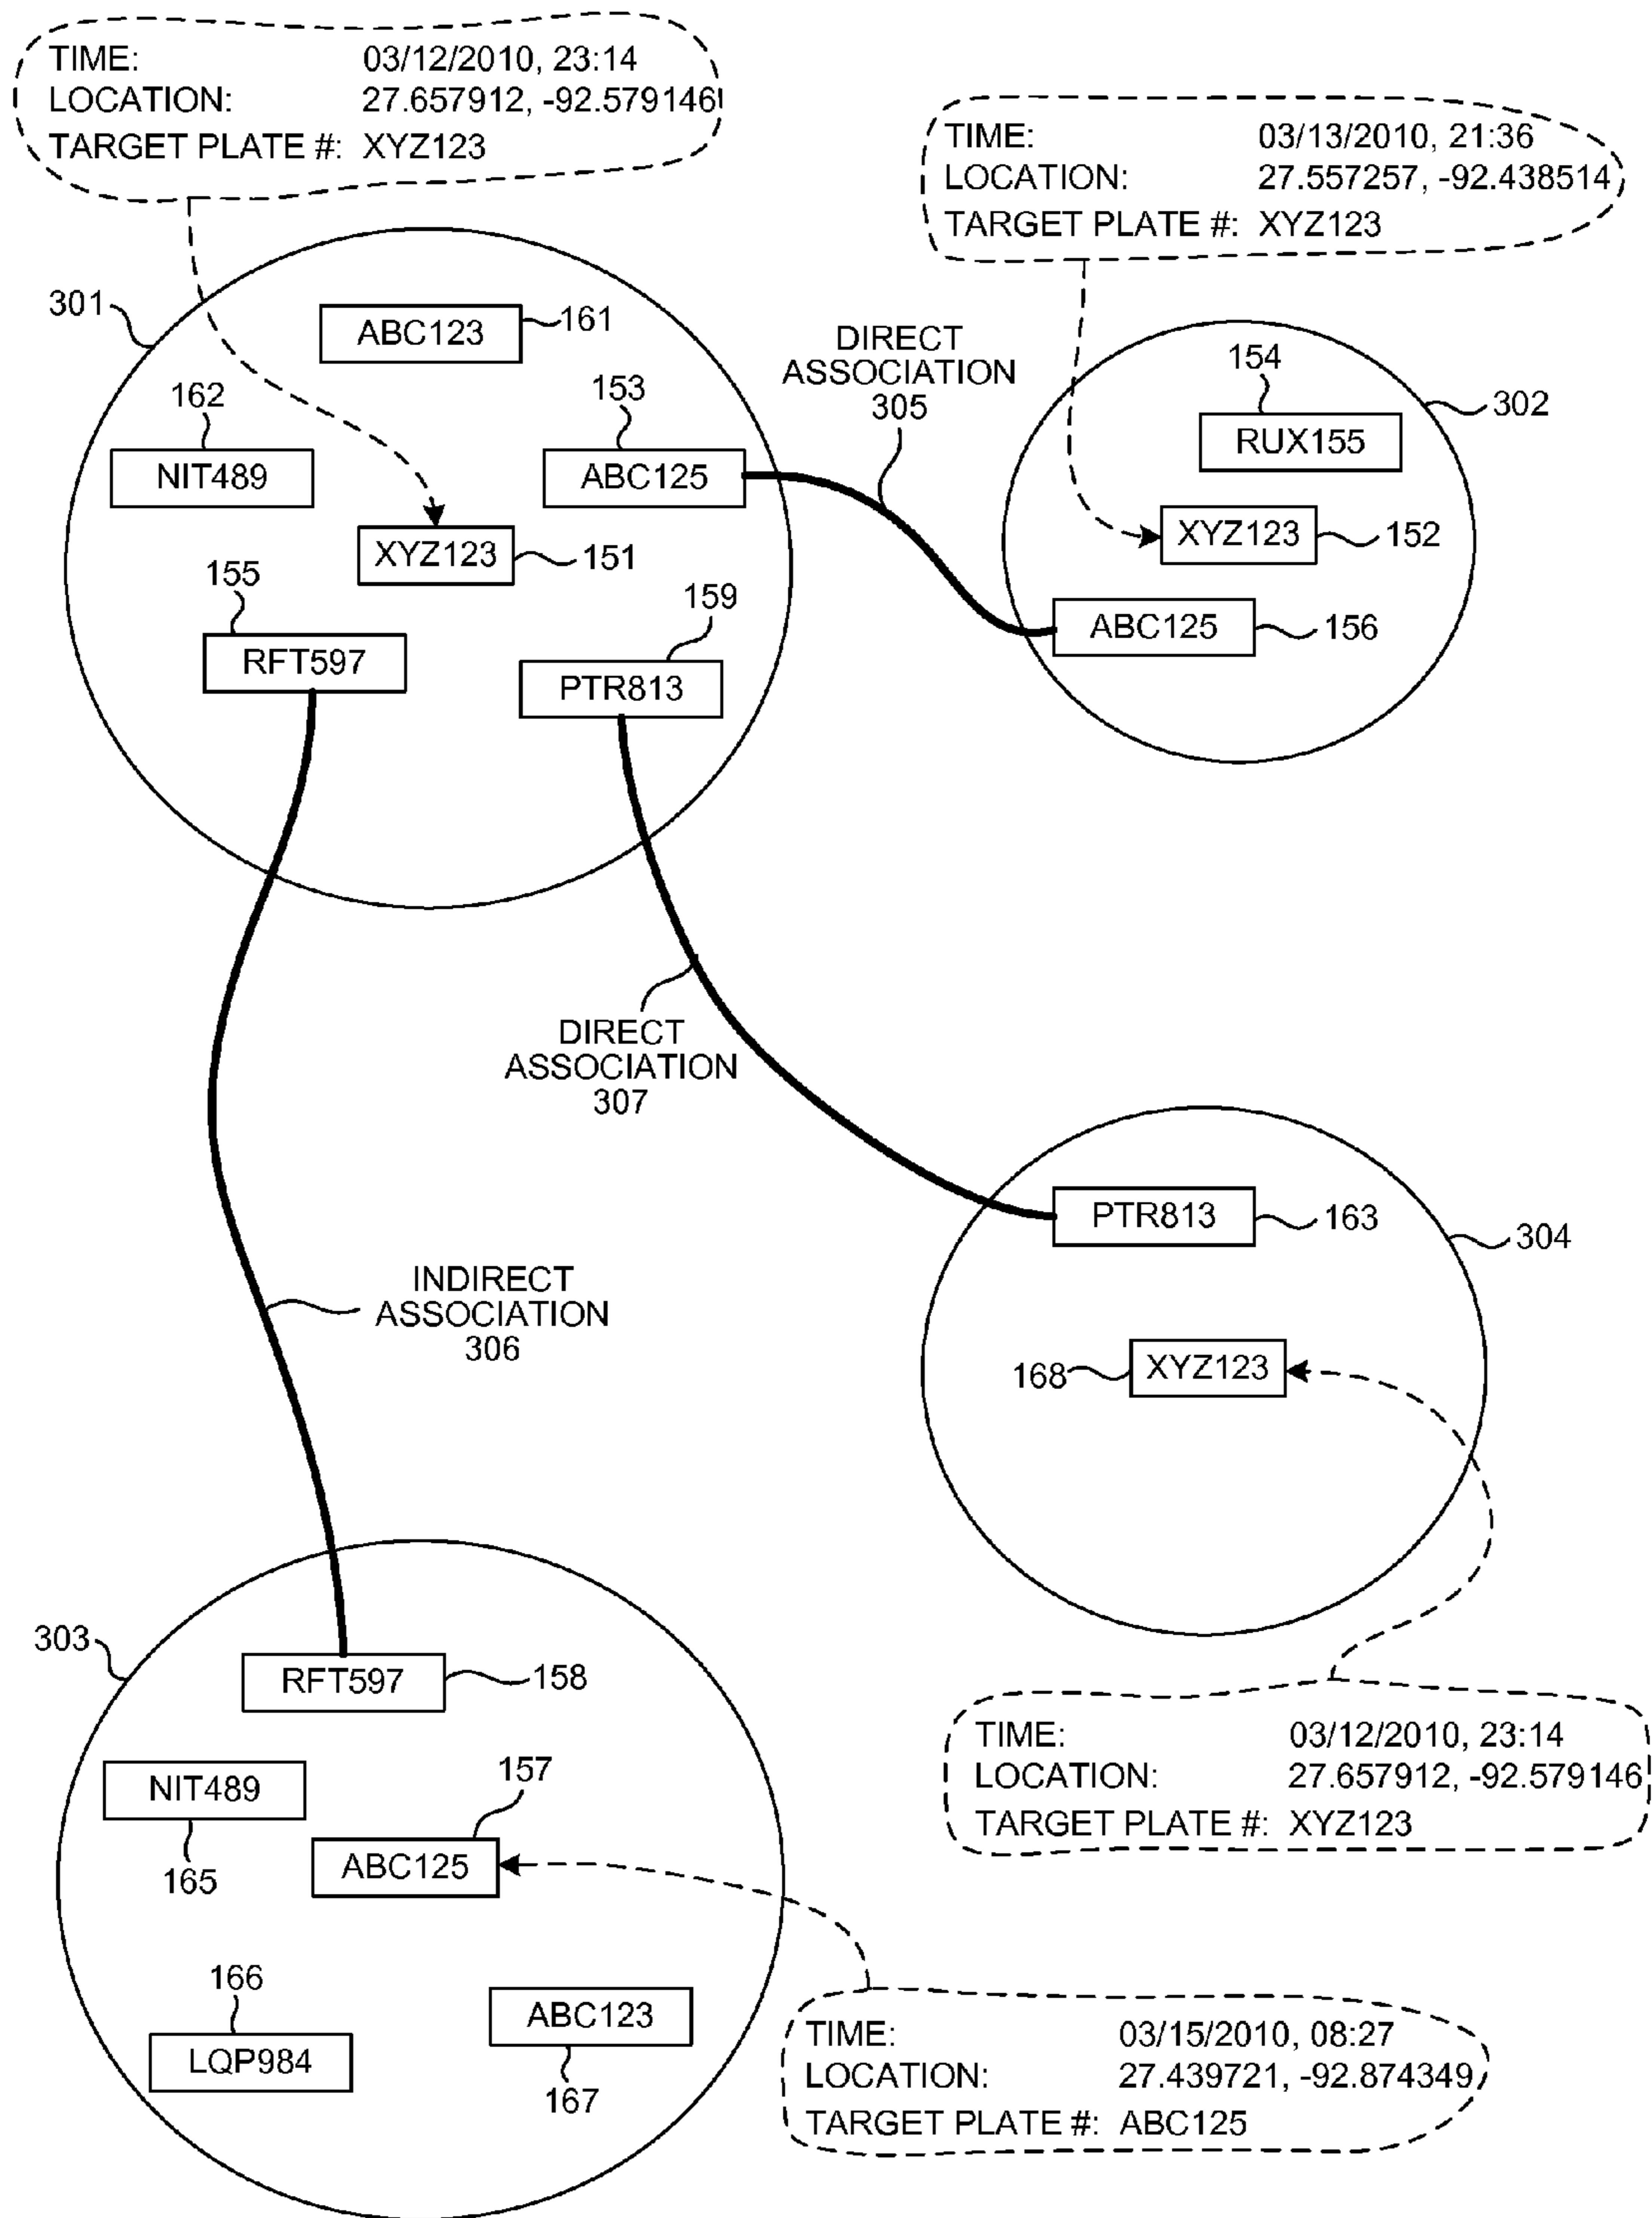 TIME: 03/12/2010, 23:14
LOCATION: 27.657912, -92.579146
TARGET PLATE #: XYZ123
TIME: 03/13/2010, 21:36
LOCATION: 27.557257, -92.438514
TARGET PLATE #: XYZ123
301
ABC123
161
162
NIT489
153
ABC125
XYZ123
151
155
RFT597
159
PTR813
DIRECT
ASSOCIATION
305
154
RUX155
302
XYZ123
152
ABC125
156
DIRECT
ASSOCIATION
307
INDIRECT
ASSOCIATION
306
PTR813
163
304
168
XYZ123
TIME: 03/12/2010, 23:14
LOCATION: 27.657912, -92.579146
TARGET PLATE #: XYZ123
303
RFT597
158
NIT489
165
157
ABC125
166
LQP984
ABC123
167
TIME: 03/15/2010, 08:27
LOCATION: 27.439721, -92.874349
TARGET PLATE #: ABC125